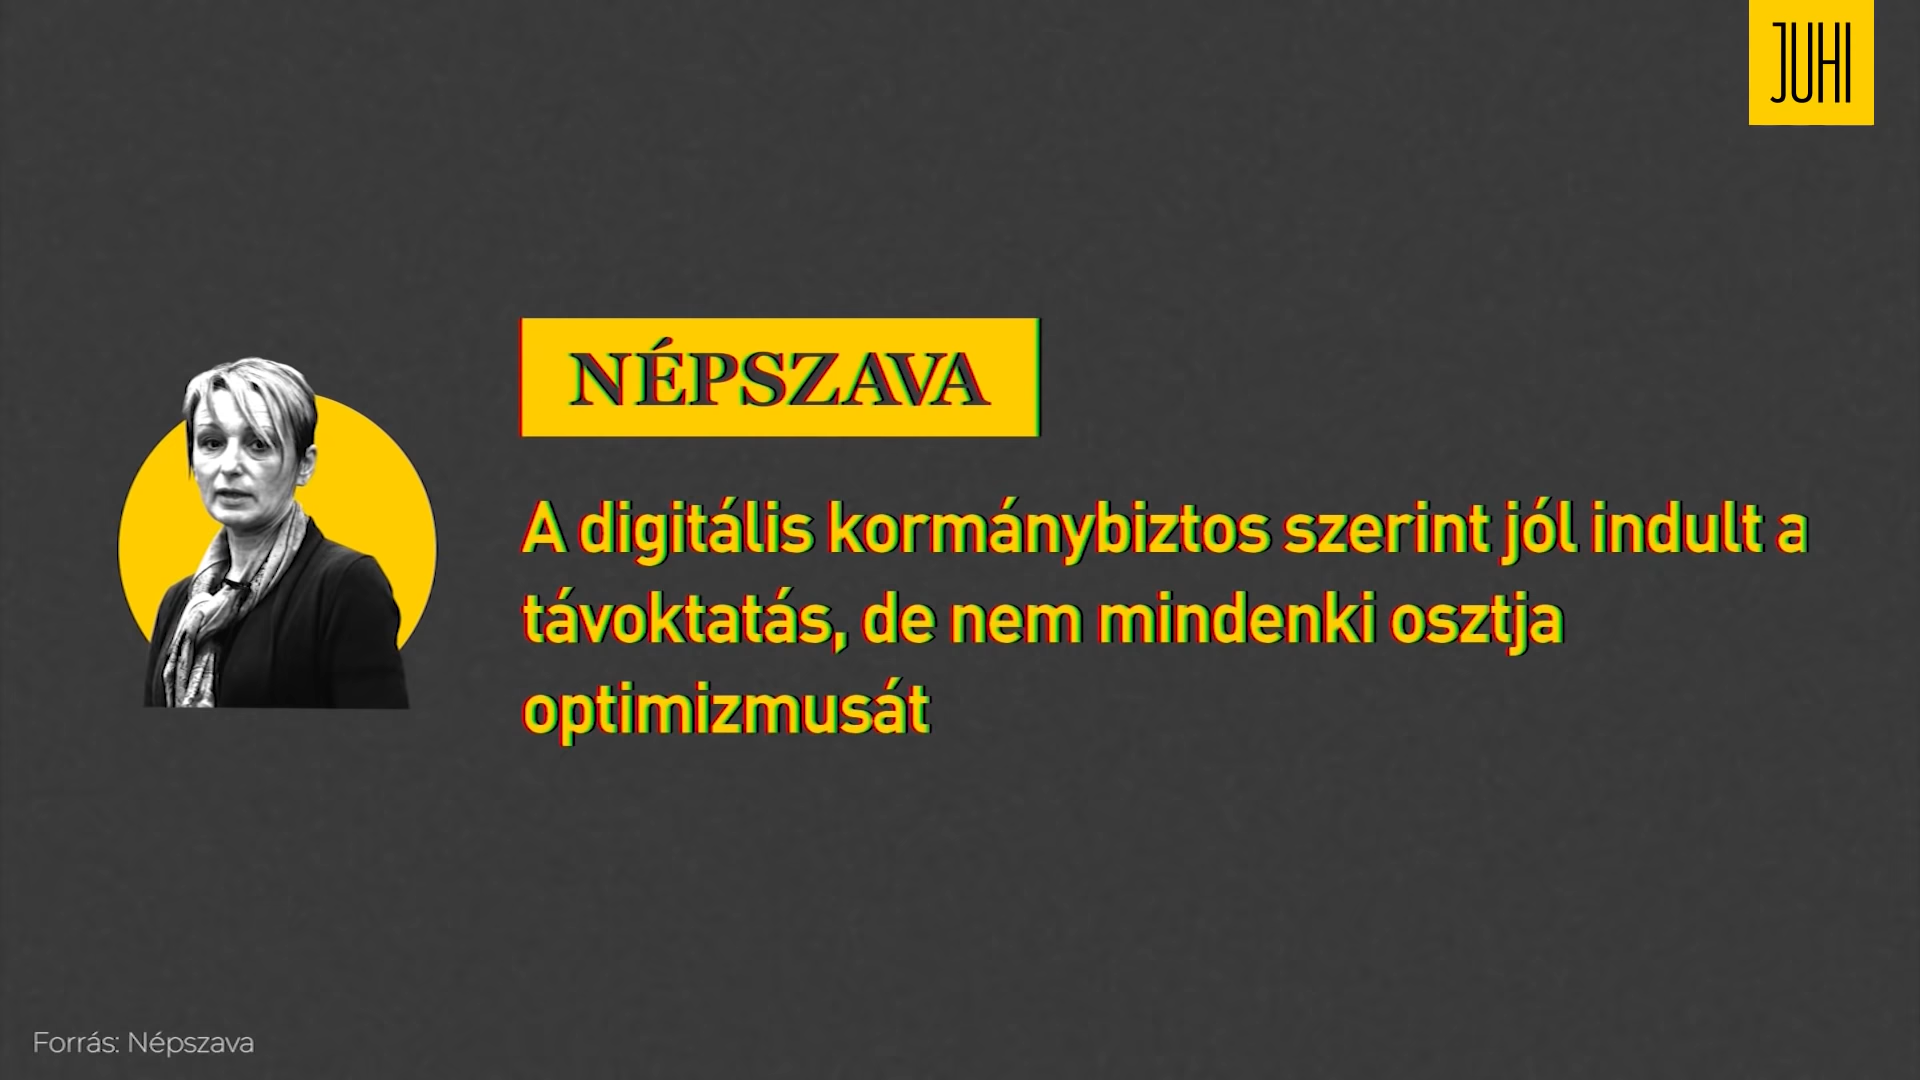 JUHI
NÉPSZAVA
A digitális kormánybiztos szerint jól indult a
távoktatás, de nem mindenki osztja
optimizmusát
Forrás: Népszava